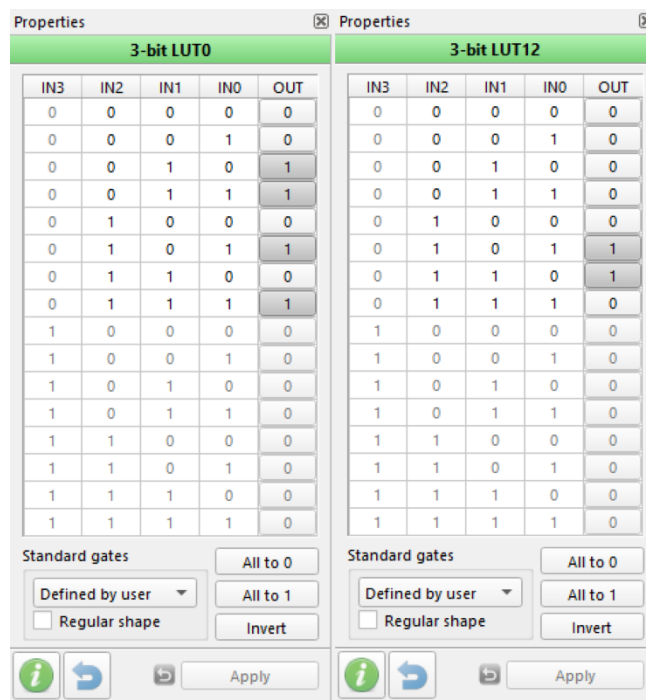 Properties
3-bit LUT0
IN3 IN2 IN1 IN0 OUT
0 0 0 0 0
0 0 0 1 0
0 0 1 0 1
0 0 1 1 1
0 1 0 0 0
0 1 0 1 1
0 1 1 0 0
0 1 1 1 1
1 0 0 0 0
1 0 0 1 0
1 0 1 0 0
1 0 1 1 0
1 1 0 0 0
1 1 0 1 0
1 1 1 0 0
1 1 1 1 0
Standard gates
All to 0
Defined by user
All to 1
Regular shape
Invert
Apply
Properties
3-bit LUT12
IN3 IN2 IN1 IN0 OUT
0 0 0 0 0
0 0 0 1 0
0 0 1 0 0
0 0 1 1 0
0 1 0 0 0
0 1 0 1 1
0 1 1 0 1
0 1 1 1 0
1 0 0 0 0
1 0 0 1 0
1 0 1 0 0
1 0 1 1 0
1 1 0 0 0
1 1 0 1 0
1 1 1 0 0
1 1 1 1 0
Standard gates
All to 0
Defined by user
All to 1
Regular shape
Invert
Apply